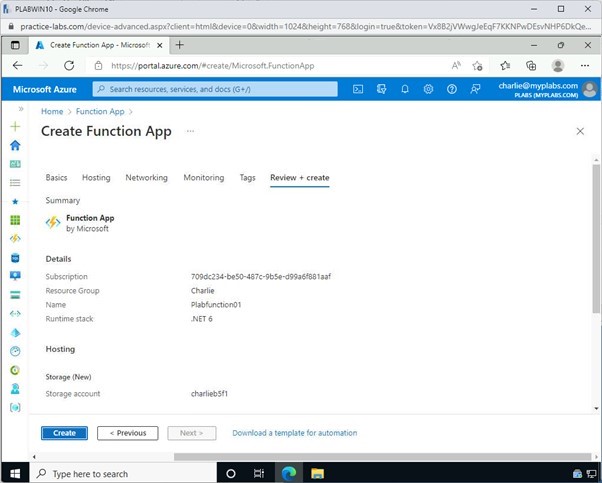 PLABWIN10 - Google Chrome
practice-labs.com/device-advanced.aspx?client=html&device=0&width=1024&height=768&login=true&token=Vx8B2jVWwgJeEqF7KKNPwDEsvNHP6DkQe...
Create Function App - Microsoft
https://portal.azure.com/#create/Microsoft.FunctionApp
Microsoft Azure
Search resources, services, and docs (G+/)
charlie@myplabs.com
PLABS (MYPLABS.COM)
Home > Function App >
Create Function App ...
Basics Hosting Networking Monitoring Tags Review + create
Summary
Function App
by Microsoft
Details
Subscription 709dc234-be50-487c-9b5e-d99a6f881aaf
Resource Group Charlie
Name Plabfunction01
Runtime stack .NET 6
Hosting
Storage (New)
Storage account charlieb5f1
Create < Previous Next > Download a template for automation
Type here to search